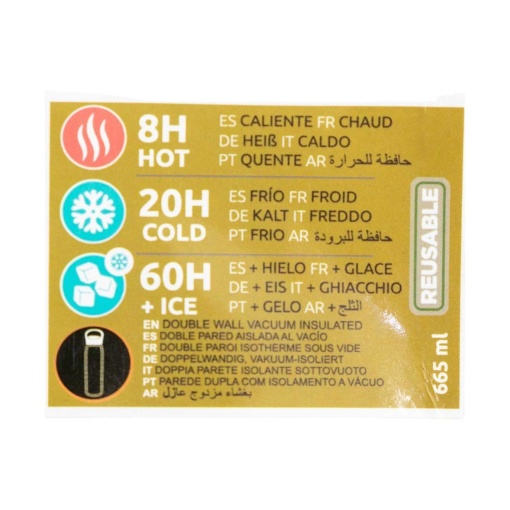 8H
HOT
ES CALIENTE FR CHAUD
DE HEIß IT CALDO
PT QUENTE AR حافظة للحرارة
20H
COLD
ES FRÍO FR FROID
DE KALT IT FREDDO
PT FRIO AR حافظة للبرودة
60H
+ ICE
ES + HIELO FR + GLACE
DE + EIS IT + GHIACCHIO
PT + GELO AR + الثلج
EN DOUBLE WALL VACUUM INSULATED
ES DOBLE PARED AISLADA AL VACÍO
FR DOUBLE PAROI ISOTHERME SOUS VIDE
DE DOPPELWANDIG, VAKUUM-ISOLIERT
IT DOPPIA PARETE ISOLANTE SOTTOVUOTO
PT PAREDE DUPLA COM ISOLAMENTO A VÁCUO
AR بغشاء مزدوج عازل
REUSABLE
665 ml